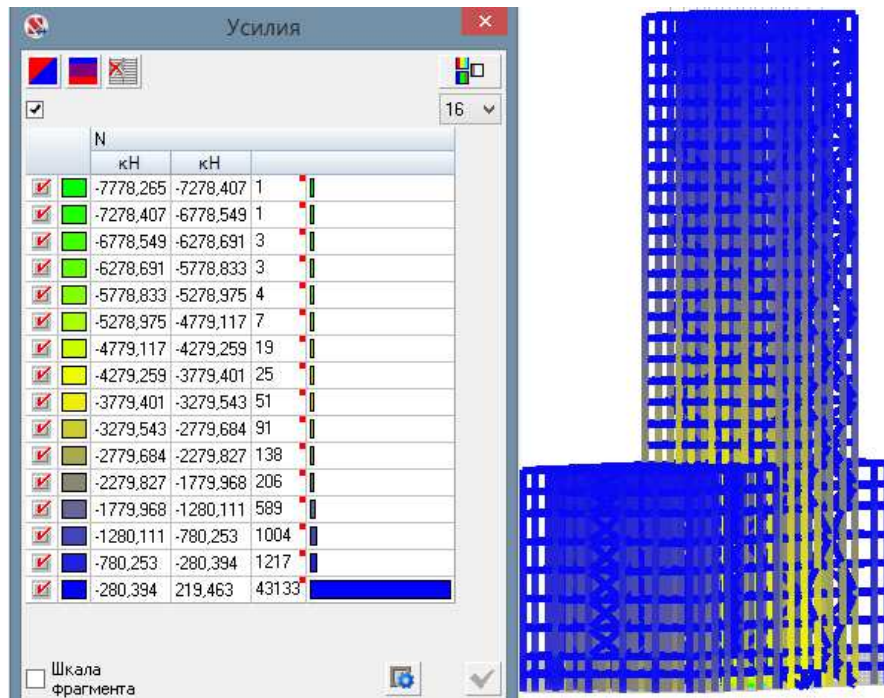 Усилия
16
N
кН кН
-7778,265 -7278,407 1
-7278,407 -6778,549 1
-6778,549 -6278,691 3
-6278,691 -5778,833 3
-5778,833 -5278,975 4
-5278,975 -4779,117 7
-4779,117 -4279,259 19
-4279,259 -3779,401 25
-3779,401 -3279,543 51
-3279,543 -2779,684 91
-2779,684 -2279,827 138
-2279,827 -1779,968 206
-1779,968 -1280,111 589
-1280,111 -780,253 1004
-780,253 -280,394 1217
-280,394 219,463 43133
Шкала
фрагмента